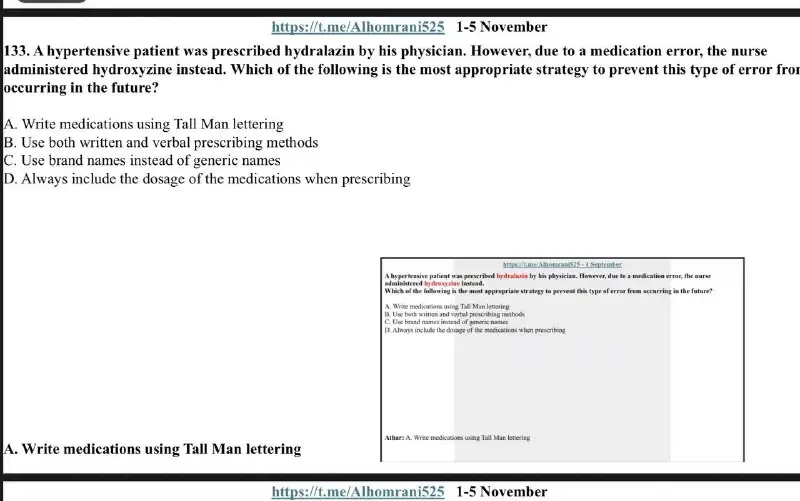 https://t.me/Alhomrani525 1-5 November
133. A hypertensive patient was prescribed hydralazin by his physician. However, due to a medication error, the nurse
administered hydroxyzine instead. Which of the following is the most appropriate strategy to prevent this type of error from
occurring in the future?
A. Write medications using Tall Man lettering
B. Use both written and verbal prescribing methods
C. Use brand names instead of generic names
D. Always include the dosage of the medications when prescribing
https://t.me/Alhomrani525 - 1 September
A hypertensive patient was prescribed hydralazin by his physician. However, due to a medication error, the nurse
administered hydroxyzine instead.
Which of the following is the most appropriate strategy to prevent this type of error from occurring in the future?
A. Write medications using Tall Man lettering
B. Use both written and verbal prescribing methods
C. Use brand names instead of generic names
D. Always include the dosage of the medications when prescribing
Athar: A. Write medications using Tall Man lettering
A. Write medications using Tall Man lettering
https://t.me/Alhomrani525 1-5 November